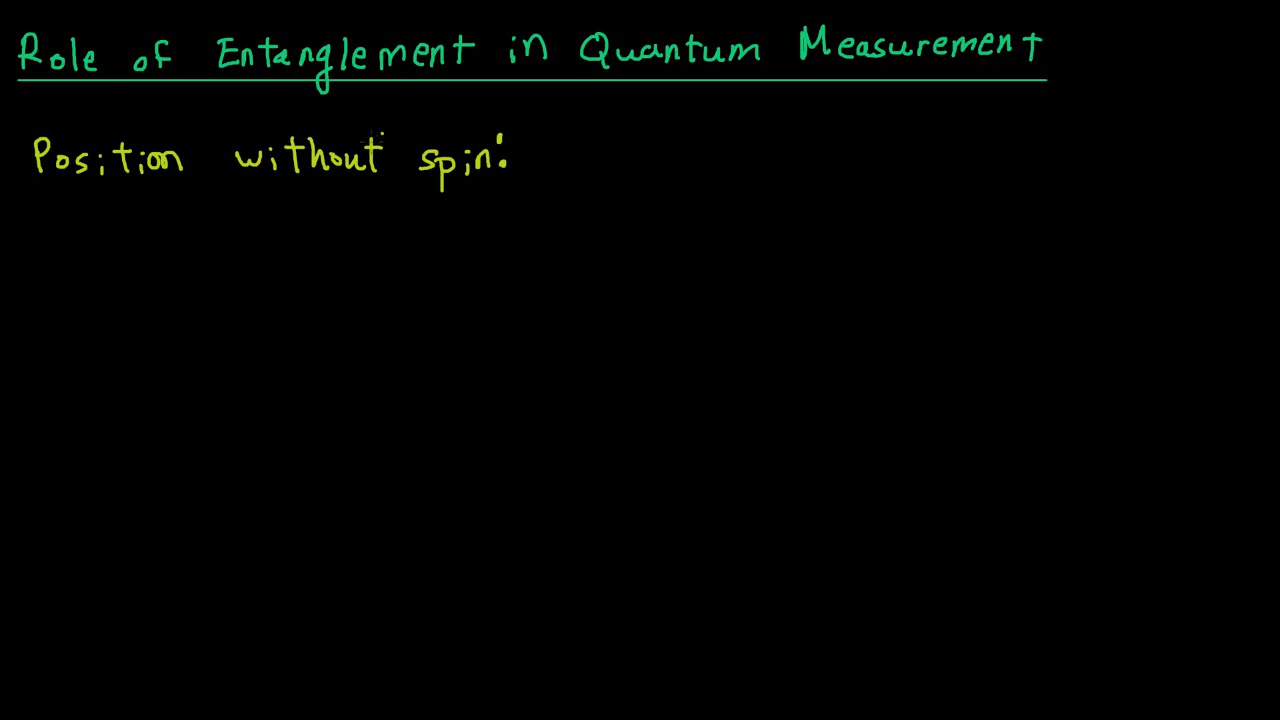 Role of Entanglement in Quantum Measurement
Position without spin: